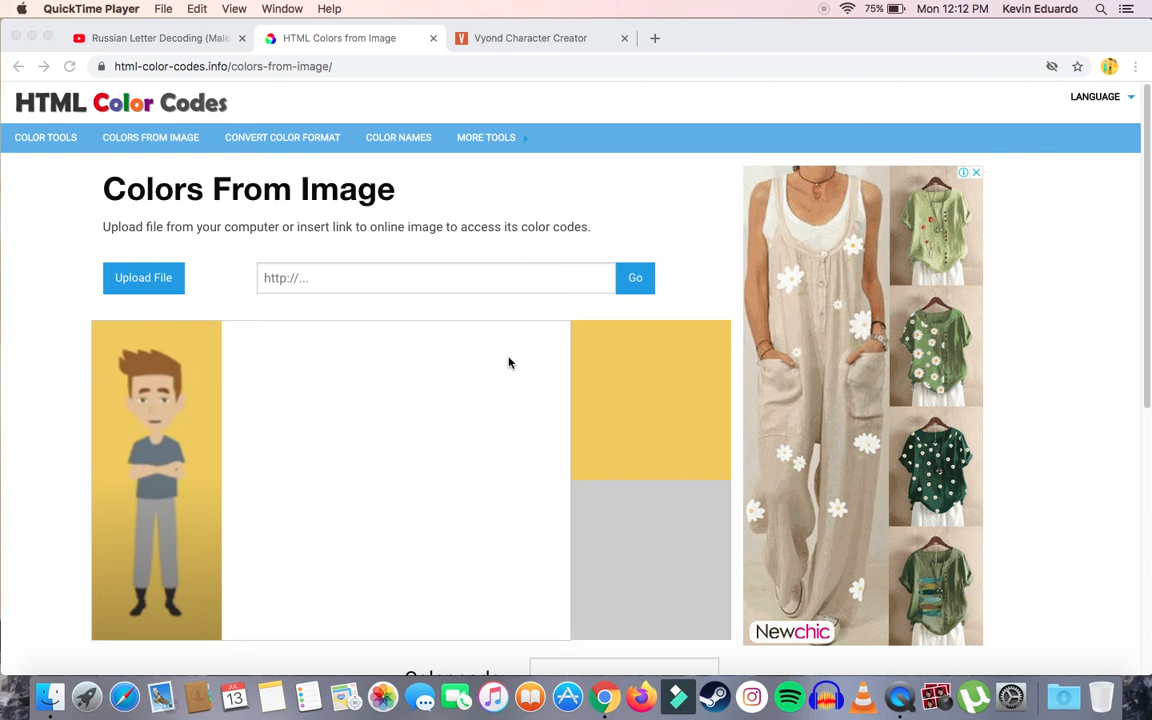 QuickTime Player File Edit View Window Help 75% Mon 12:12 PM Kevin Eduardo
Russian Letter Decoding (Male HTML Colors from Image Vyond Character Creator
html-color-codes.info/colors-from-image/
HTML Color Codes
LANGUAGE
COLOR TOOLS COLORS FROM IMAGE CONVERT COLOR FORMAT COLOR NAMES MORE TOOLS
Colors From Image
Upload file from your computer or insert link to online image to access its color codes.
Upload File http://... Go
Newchic
JUL
13